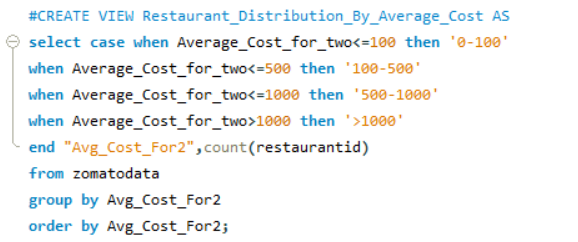 #CREATE VIEW Restaurant_Distribution_By_Average_Cost AS
select case when Average_Cost_for_two<=100 then '0-100'
when Average_Cost_for_two<=500 then '100-500'
when Average_Cost_for_two<=1000 then '500-1000'
when Average_Cost_for_two>1000 then '>1000'
end "Avg_Cost_For2",count(restaurantid)
from zomatodata
group by Avg_Cost_For2
order by Avg_Cost_For2;